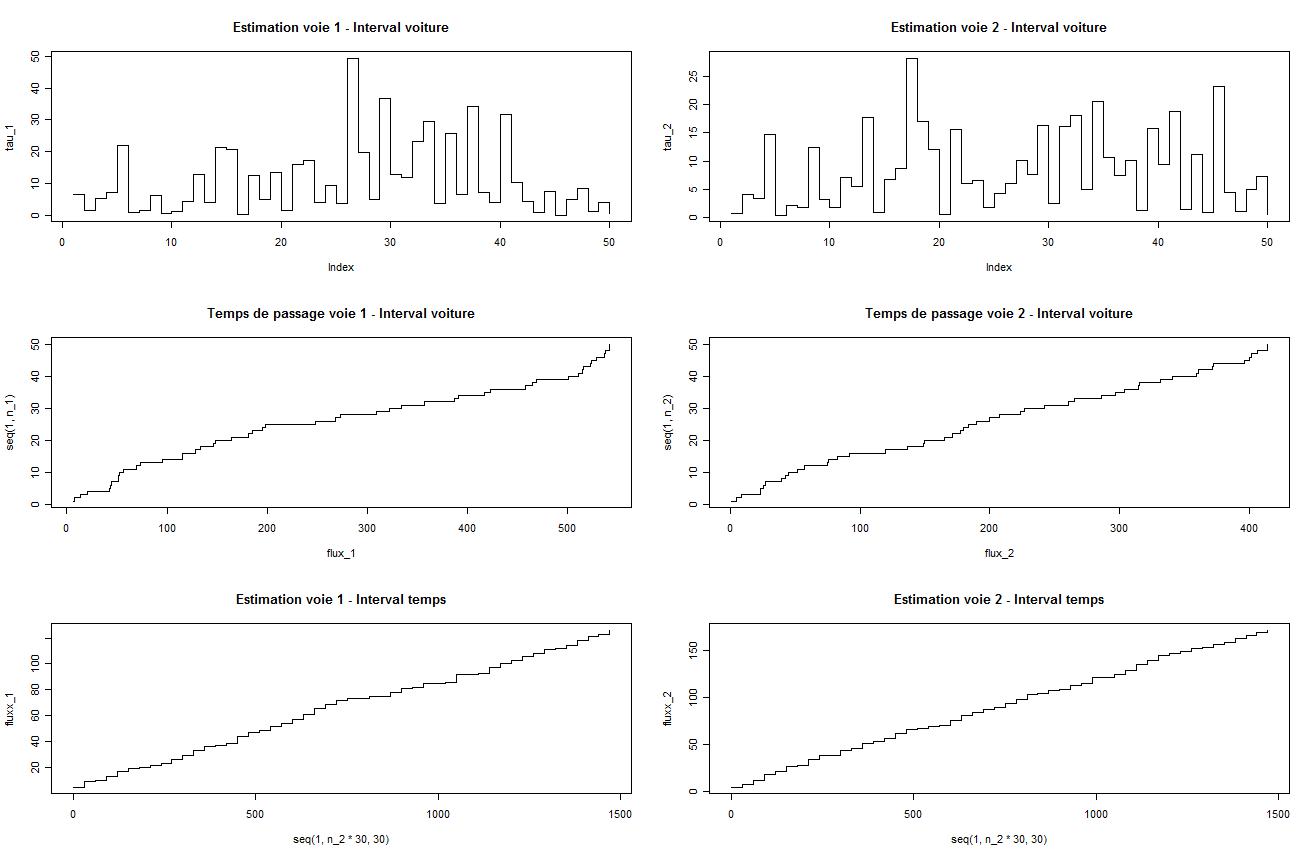 Estimation voie 1 - Interval voiture
tau_1
50
40
30
20
10
0
0 10 20 30 40 50
Index
Estimation voie 2 - Interval voiture
tau_2
25
20
15
10
5
0
0 10 20 30 40 50
Index
Temps de passage voie 1 - Interval voiture
seq(1, n_1)
50
40
30
20
10
0
0 100 200 300 400 500
flux_1
Temps de passage voie 2 - Interval voiture
seq(1, n_2)
50
40
30
20
10
0
0 100 200 300 400
flux_2
Estimation voie 1 - Interval temps
fluxx_1
100
80
60
40
20
0 500 1000 1500
seq(1, n_2 * 30, 30)
Estimation voie 2 - Interval temps
fluxx_2
150
100
50
0
0 500 1000 1500
seq(1, n_2 * 30, 30)